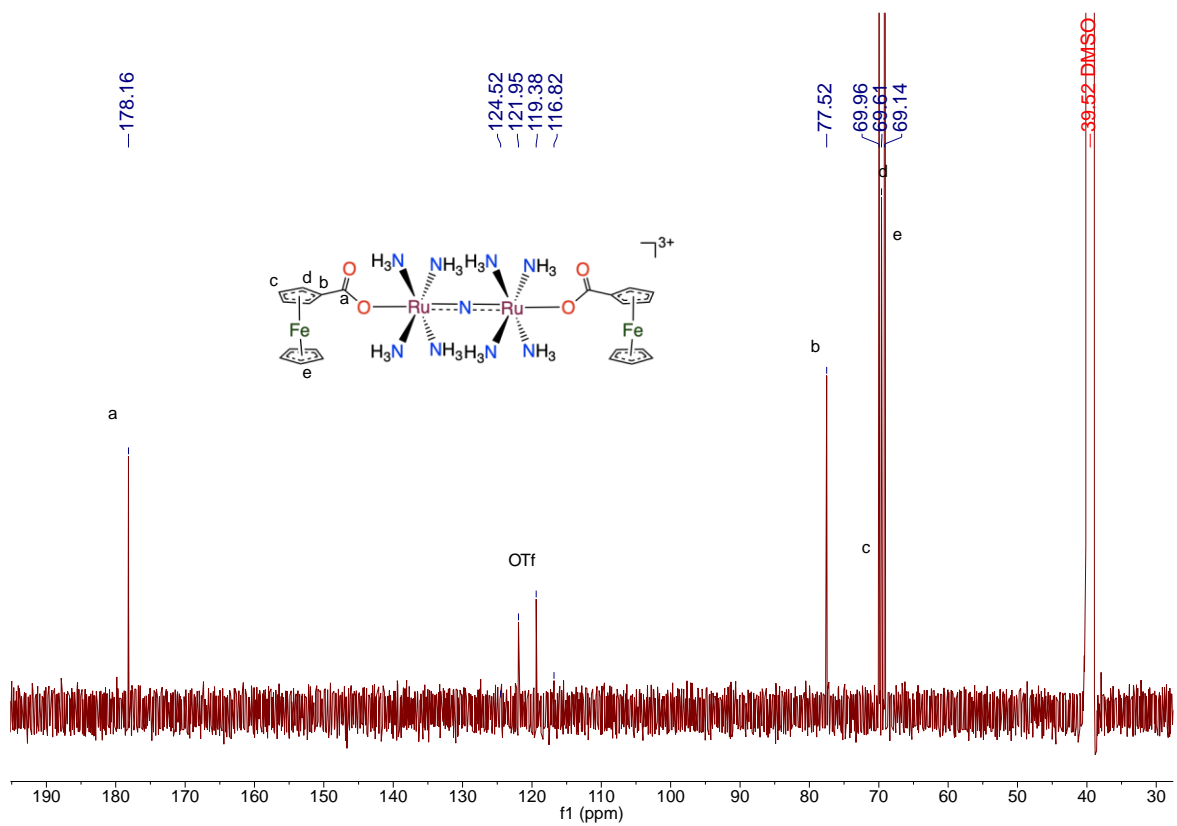 –178.16
124.52
121.95
119.38
116.82
–77.52
69.96
69.61
69.14
–39.52 DMSO
d
e
3+
H3N
NH3
H3N
NH3
c
d
b
O
a
O
Ru
N
Ru
O
O
Fe
Fe
H3N
NH3
H3N
NH3
e
b
a
OTf
c
190 180 170 160 150 140 130 120 110 100 90 80 70 60 50 40 30
f1 (ppm)